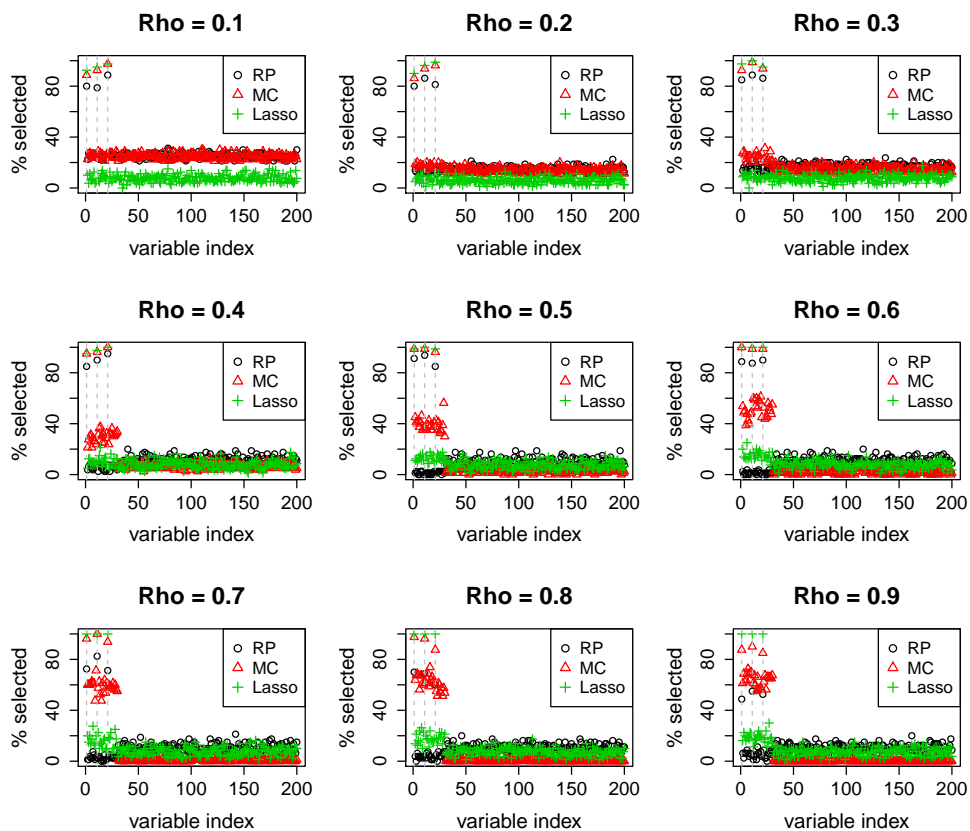 Rho = 0.1
% selected
0 40 80
RP
MC
Lasso
0 50 100 150 200
variable index
Rho = 0.2
% selected
0 40 80
RP
MC
Lasso
0 50 100 150 200
variable index
Rho = 0.3
% selected
0 40 80
RP
MC
Lasso
0 50 100 150 200
variable index
Rho = 0.4
% selected
0 40 80
RP
MC
Lasso
0 50 100 150 200
variable index
Rho = 0.5
% selected
0 40 80
RP
MC
Lasso
0 50 100 150 200
variable index
Rho = 0.6
% selected
0 40 80
RP
MC
Lasso
0 50 100 150 200
variable index
Rho = 0.7
% selected
0 40 80
RP
MC
Lasso
0 50 100 150 200
variable index
Rho = 0.8
% selected
0 40 80
RP
MC
Lasso
0 50 100 150 200
variable index
Rho = 0.9
% selected
0 40 80
RP
MC
Lasso
0 50 100 150 200
variable index